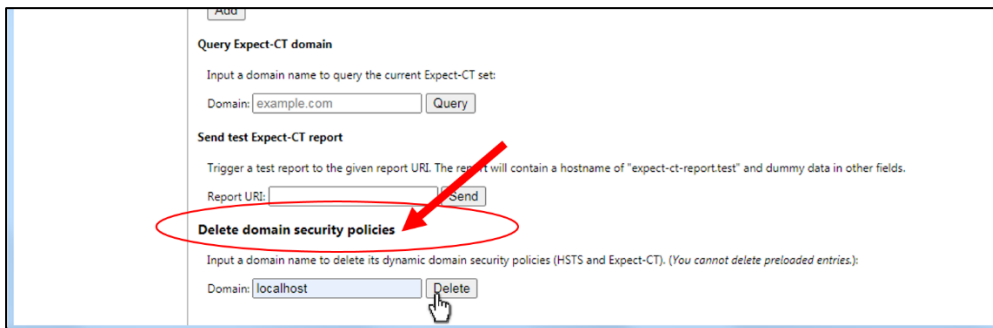 Add
Query Expect-CT domain
Input a domain name to query the current Expect-CT set:
Domain: example.com Query
Send test Expect-CT report
Trigger a test report to the given report URI. The report will contain a hostname of "expect-ct-report.test" and dummy data in other fields.
Report URI: Send
Delete domain security policies
Input a domain name to delete its dynamic domain security policies (HSTS and Expect-CT). (You cannot delete preloaded entries.):
Domain: localhost Delete